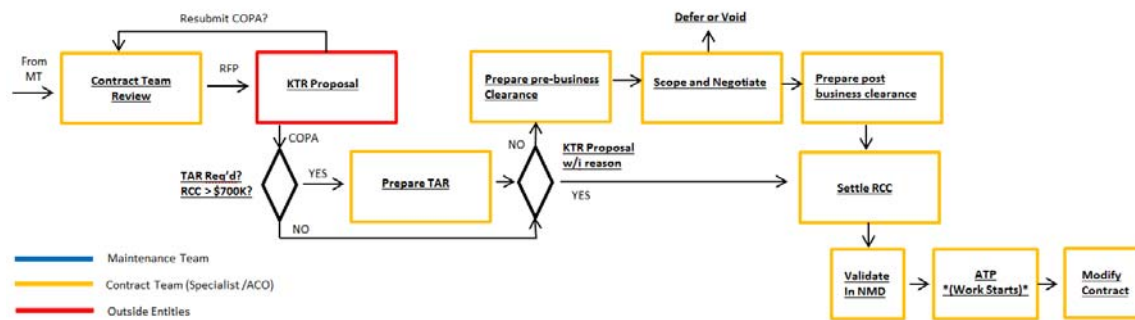 Resubmit COPA?
Defer or Void
From
MT
Contract Team
Review
RFP
KTR Proposal
Prepare pre-business
Clearance
Scope and Negotiate
Prepare post
business clearance
COPA
NO
KTR Proposal
w/i reason
TAR Req'd?
RCC > $700K?
YES
Prepare TAR
YES
Settle RCC
NO
Maintenance Team
Contract Team (Specialist /ACO)
Outside Entities
Validate
In NMD
ATP
*(Work Starts)*
Modify
Contract